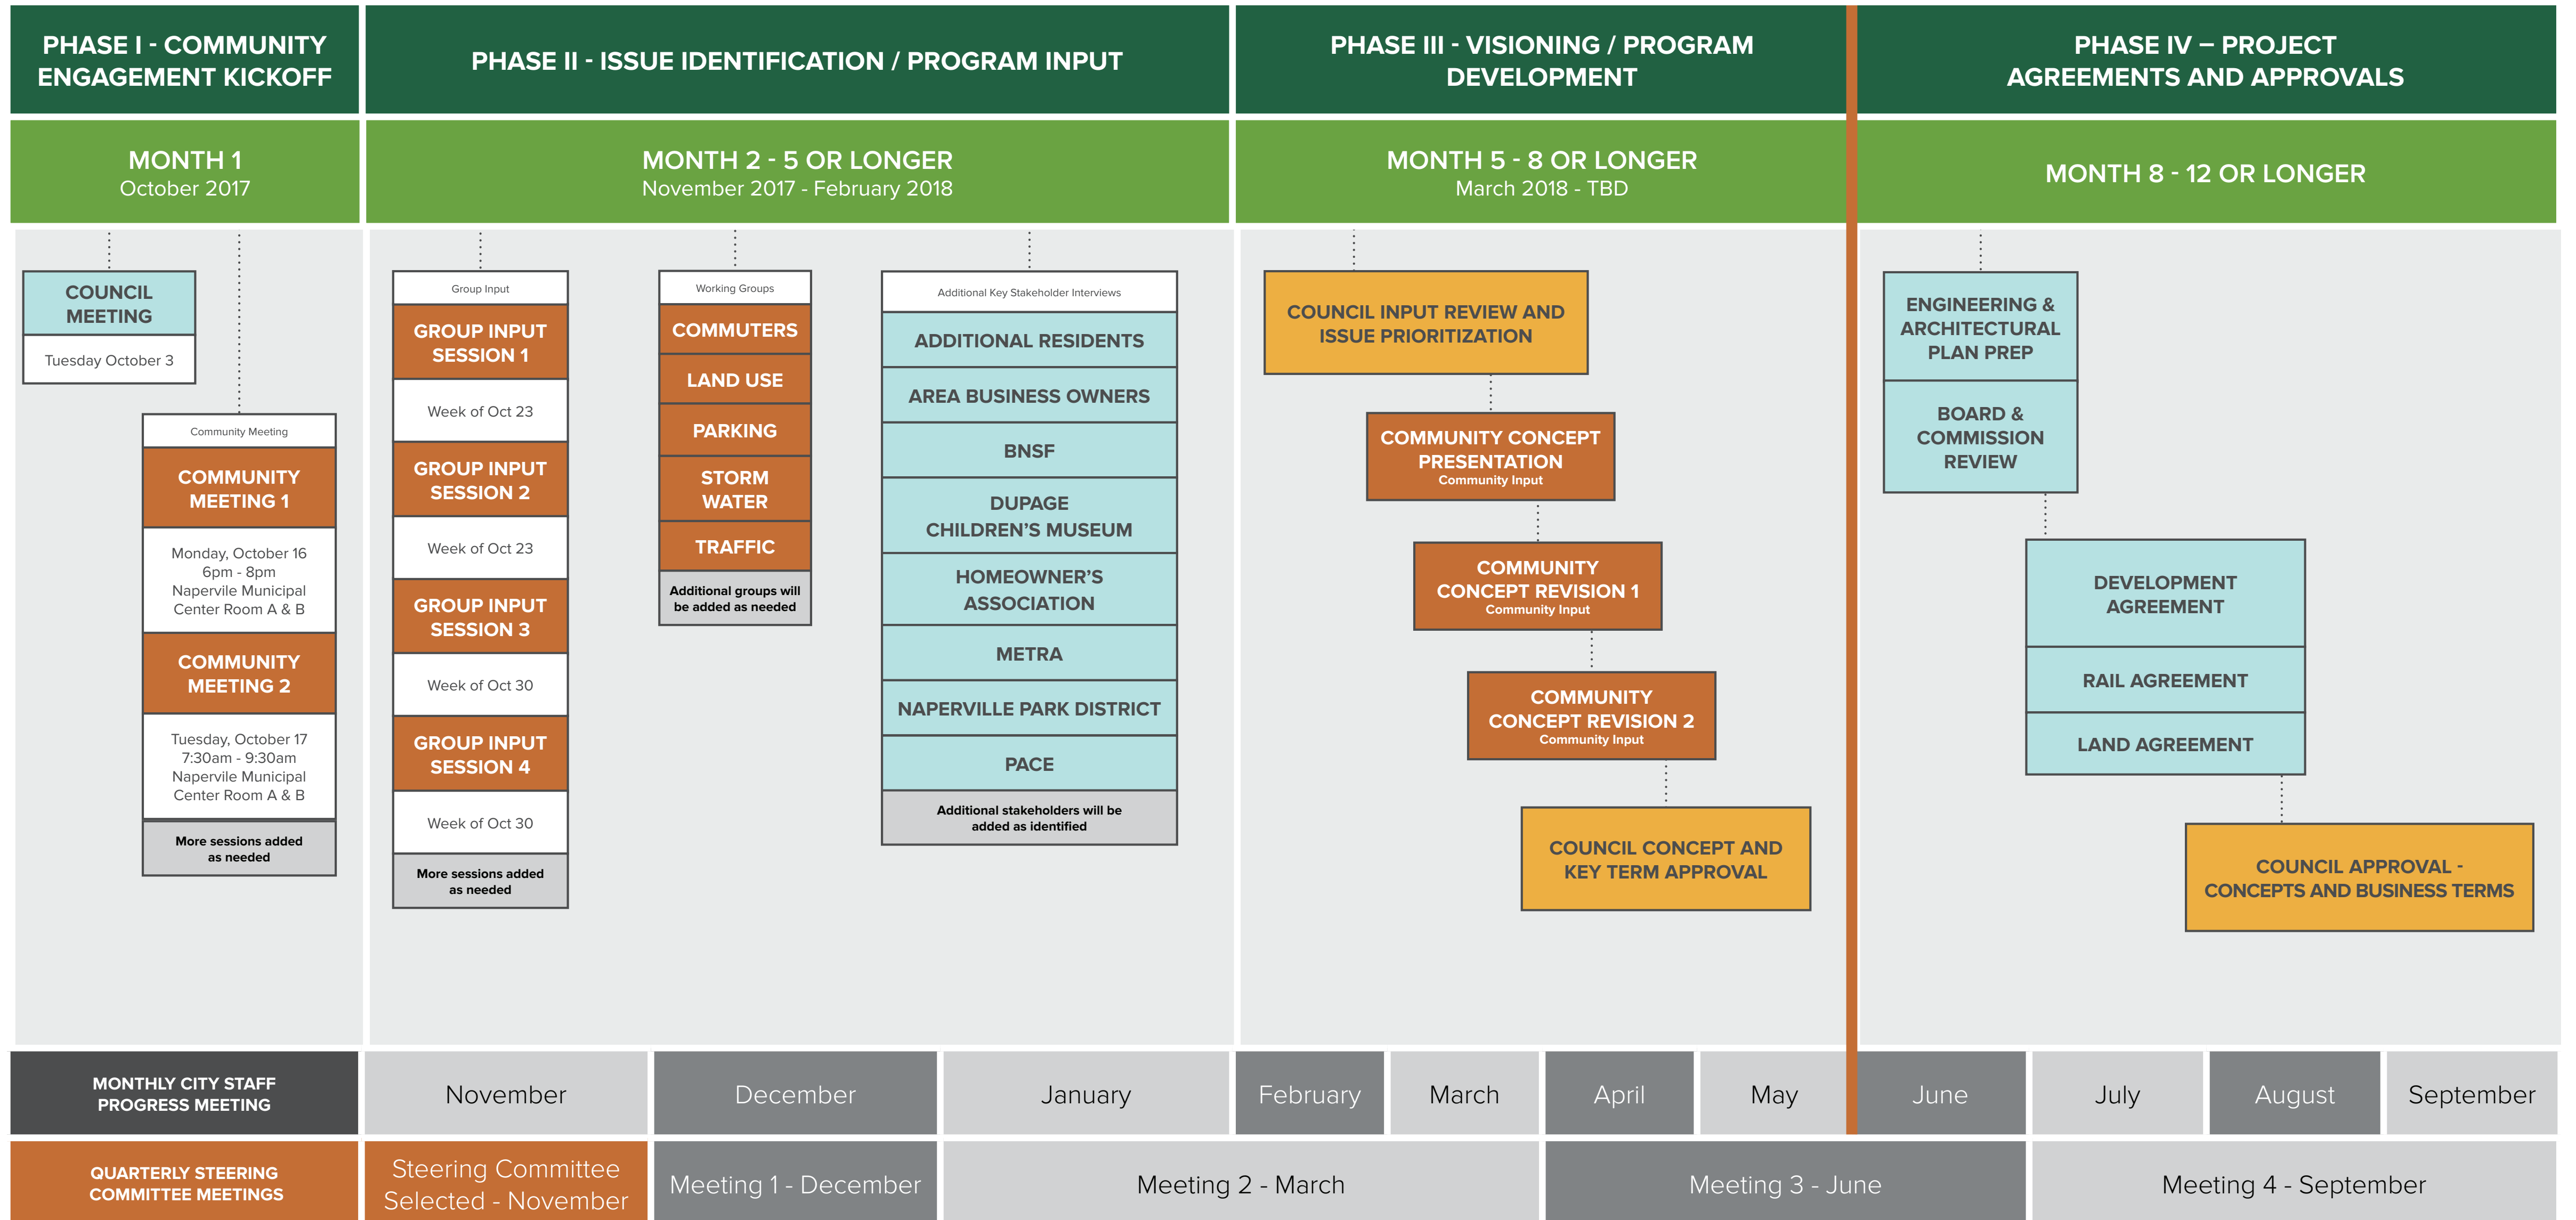 PHASE I - COMMUNITY
ENGAGEMENT KICKOFF
PHASE II - ISSUE IDENTIFICATION / PROGRAM INPUT
PHASE III - VISIONING / PROGRAM
DEVELOPMENT
PHASE IV – PROJECT
AGREEMENTS AND APPROVALS
MONTH 1
October 2017
MONTH 2 - 5 OR LONGER
November 2017 - February 2018
MONTH 5 - 8 OR LONGER
March 2018 - TBD
MONTH 8 - 12 OR LONGER
COUNCIL
MEETING
Tuesday October 3
Community Meeting
COMMUNITY
MEETING 1
Monday, October 16
6pm - 8pm
Napervile Municipal
Center Room A & B
COMMUNITY
MEETING 2
Tuesday, October 17
7:30am - 9:30am
Napervile Municipal
Center Room A & B
More sessions added
as needed
Group Input
GROUP INPUT
SESSION 1
Week of Oct 23
GROUP INPUT
SESSION 2
Week of Oct 23
GROUP INPUT
SESSION 3
Week of Oct 30
GROUP INPUT
SESSION 4
Week of Oct 30
More sessions added
as needed
Working Groups
COMMUTERS
LAND USE
PARKING
STORM
WATER
TRAFFIC
Additional groups will
be added as needed
Additional Key Stakeholder Interviews
ADDITIONAL RESIDENTS
AREA BUSINESS OWNERS
BNSF
DUPAGE
CHILDREN’S MUSEUM
HOMEOWNER’S
ASSOCIATION
METRA
NAPERVILLE PARK DISTRICT
PACE
Additional stakeholders will be
added as identified
COUNCIL INPUT REVIEW AND
ISSUE PRIORITIZATION
COMMUNITY CONCEPT
PRESENTATION
Community Input
COMMUNITY
CONCEPT REVISION 1
Community Input
COMMUNITY
CONCEPT REVISION 2
Community Input
COUNCIL CONCEPT AND
KEY TERM APPROVAL
ENGINEERING &
ARCHITECTURAL
PLAN PREP
BOARD &
COMMISSION
REVIEW
DEVELOPMENT
AGREEMENT
RAIL AGREEMENT
LAND AGREEMENT
COUNCIL APPROVAL -
CONCEPTS AND BUSINESS TERMS
MONTHLY CITY STAFF
PROGRESS MEETING
November
December
January
February
March
April
May
June
July
August
September
QUARTERLY STEERING
COMMITTEE MEETINGS
Steering Committee
Selected - November
Meeting 1 - December
Meeting 2 - March
Meeting 3 - June
Meeting 4 - September